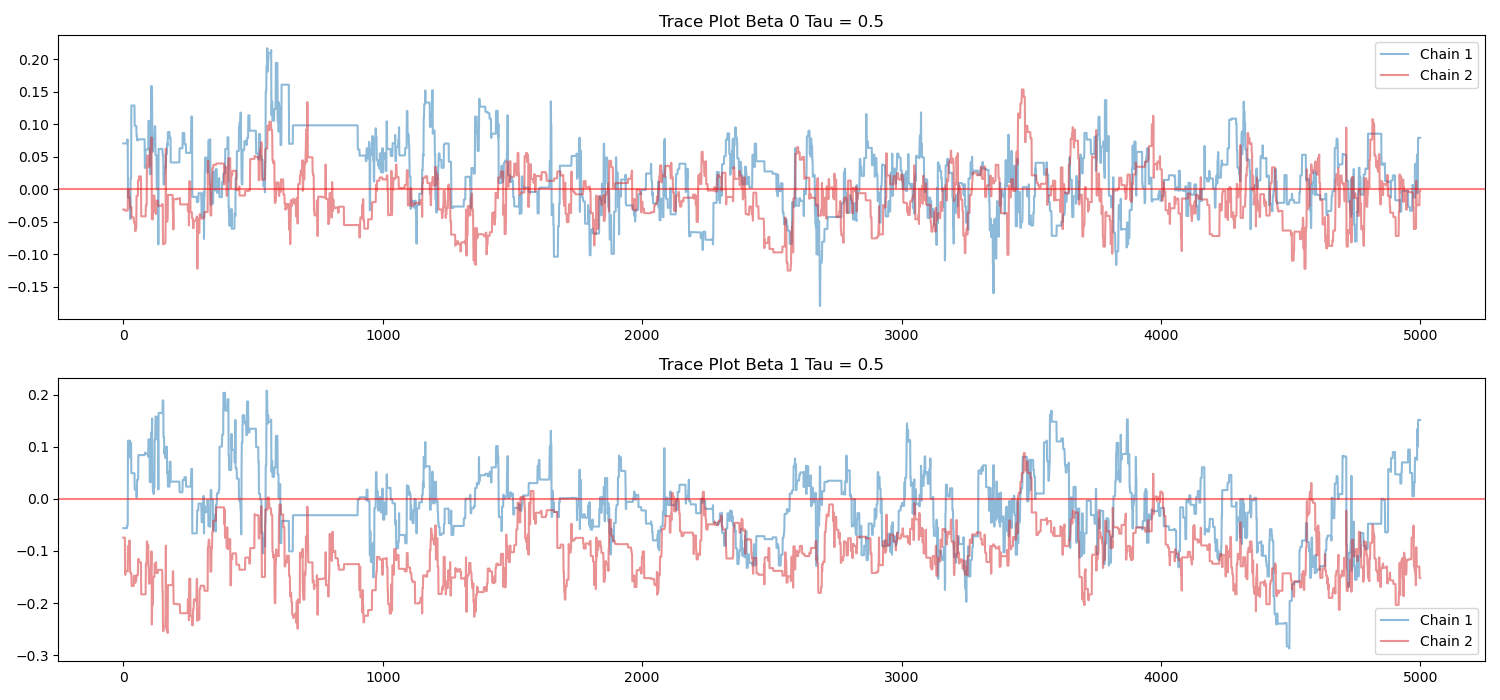 Trace Plot Beta 0 Tau = 0.5
0.20
0.15
0.10
0.05
0.00
−0.05
−0.10
−0.15
Chain 1
Chain 2
0 1000 2000 3000 4000 5000
Trace Plot Beta 1 Tau = 0.5
0.2
0.1
0.0
−0.1
−0.2
−0.3
Chain 1
Chain 2
0 1000 2000 3000 4000 5000